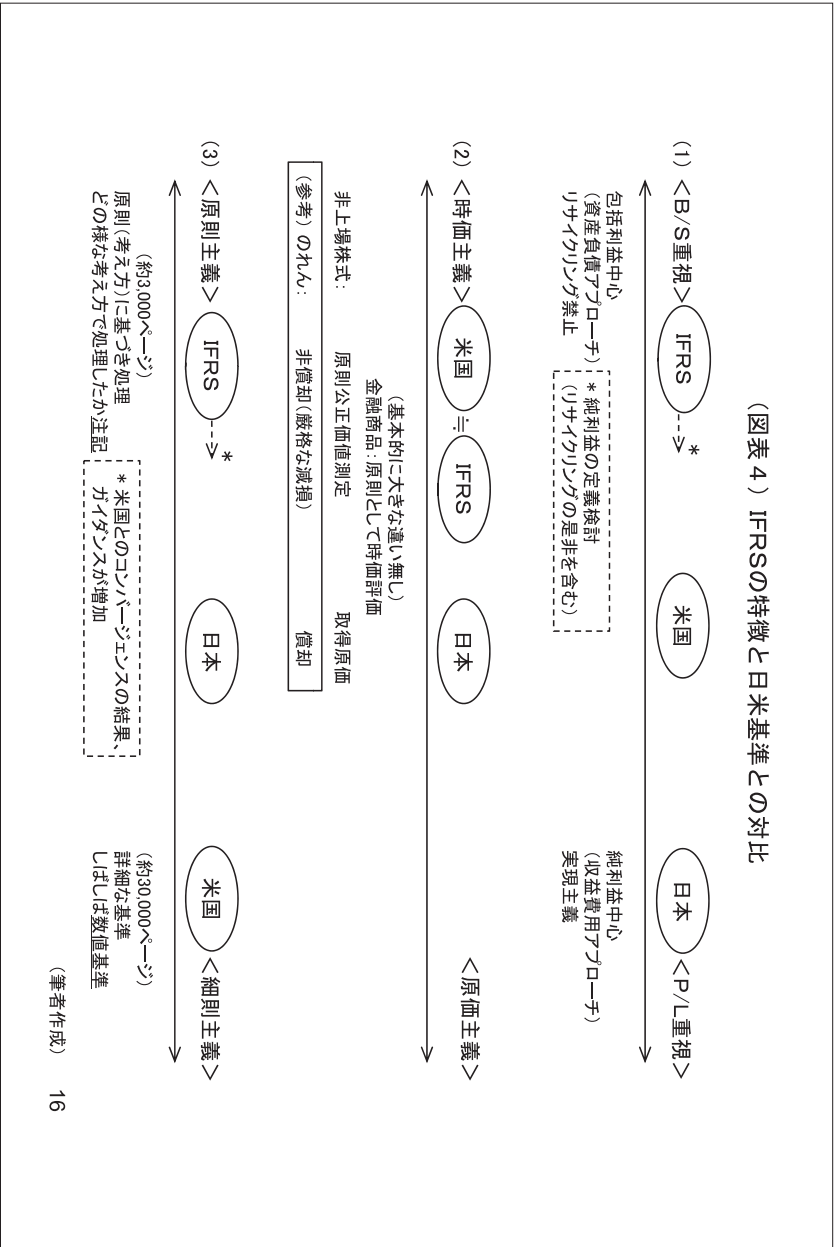 (図表4) IFRSの特徴と日米基準との対比
(1) <B/S重視> IFRS ---> * 米国 日本 <P/L重視>
包括利益中心
(資産負債アプローチ)
リサイクリング禁止
* 純利益の定義検討
(リサイクリングの是非を含む)
純利益中心
(収益費用アプローチ)
実現主義
(2) <時価主義> 米国 ≒ IFRS 日本 <原価主義>
(基本的に大きな違い無し)
金融商品:原則として時価評価
非上場株式: 原則公正価値測定 取得原価
(参考) のれん: 非償却(厳格な減損) 償却
(3) <原則主義> IFRS ---> * 日本 米国 <細則主義>
(約3,000ページ)
原則(考え方)に基づき処理
どの様な考え方で処理したか注記
* 米国とのコンバージェンスの結果、
ガイダンスが増加
(約30,000ページ)
詳細な基準
しばしば数値基準
(筆者作成) 16